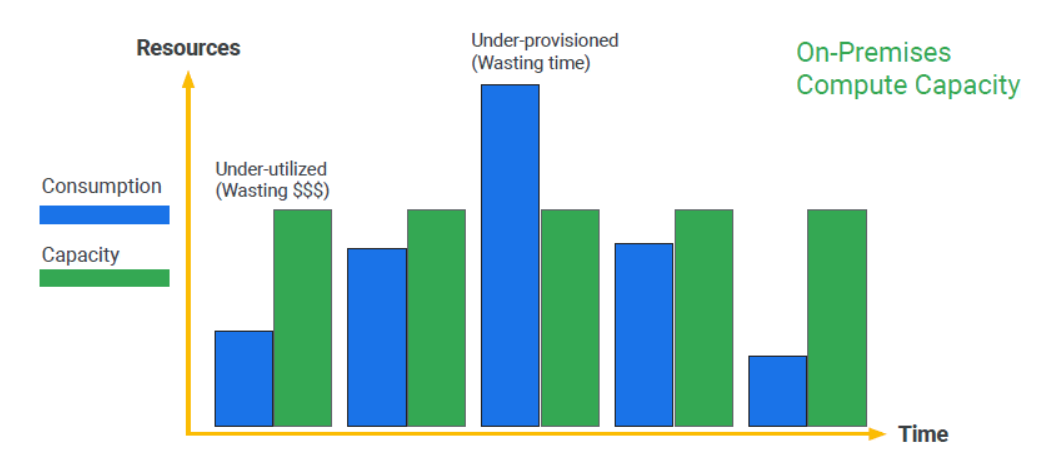 Resources
Under-provisioned
(Wasting time)
On-Premises
Compute Capacity
Under-utilized
(Wasting $$$)
Consumption
Capacity
Time